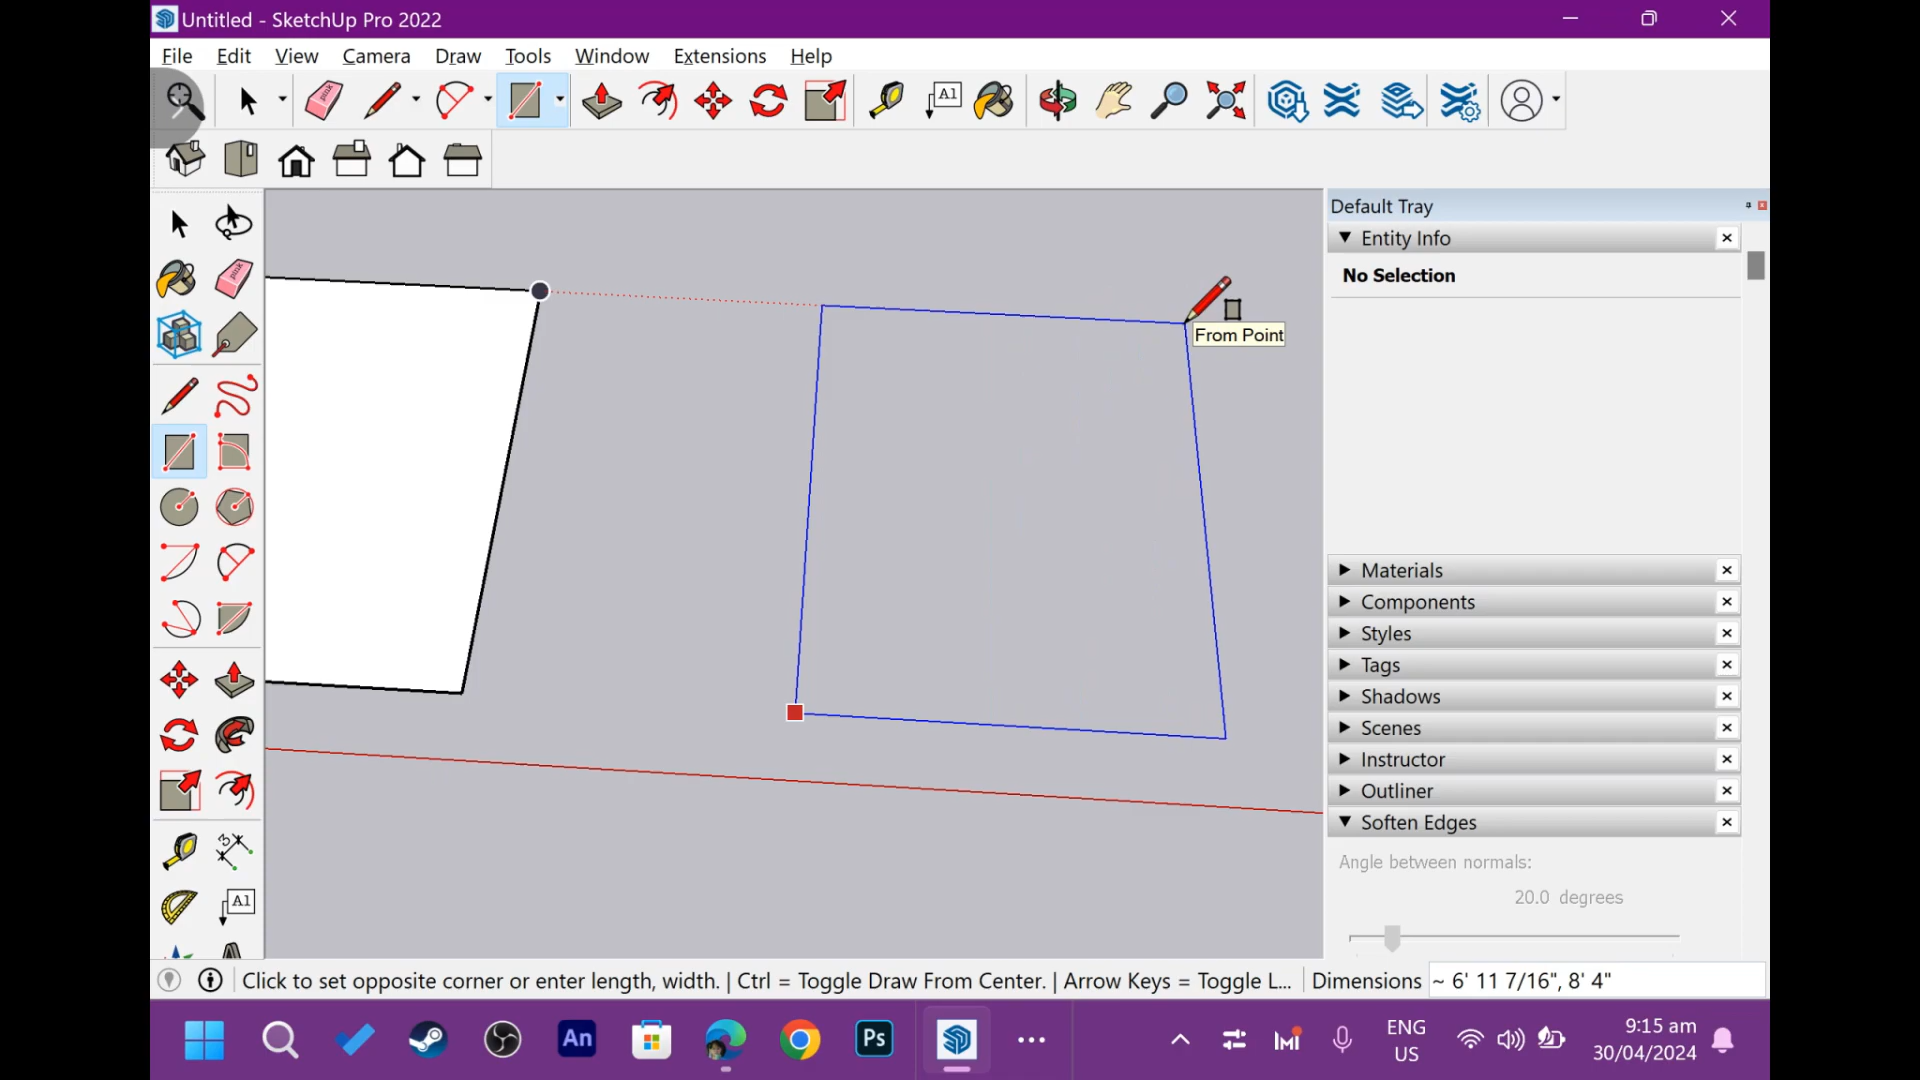 Untitled - SketchUp Pro 2022
File Edit View Camera Draw Tools Window Extensions Help
A1
Default Tray
Entity Info
No Selection
From Point
Materials
Components
Styles
Tags
Shadows
Scenes
Instructor
Outliner
Soften Edges
Angle between normals:
20.0 degrees
3
A1
Click to set opposite corner or enter length, width. | Ctrl = Toggle Draw From Center. | Arrow Keys = Toggle L... Dimensions ~ 6' 11 7/16", 8' 4"
An
Ps
ENG
US
9:15 am
30/04/2024